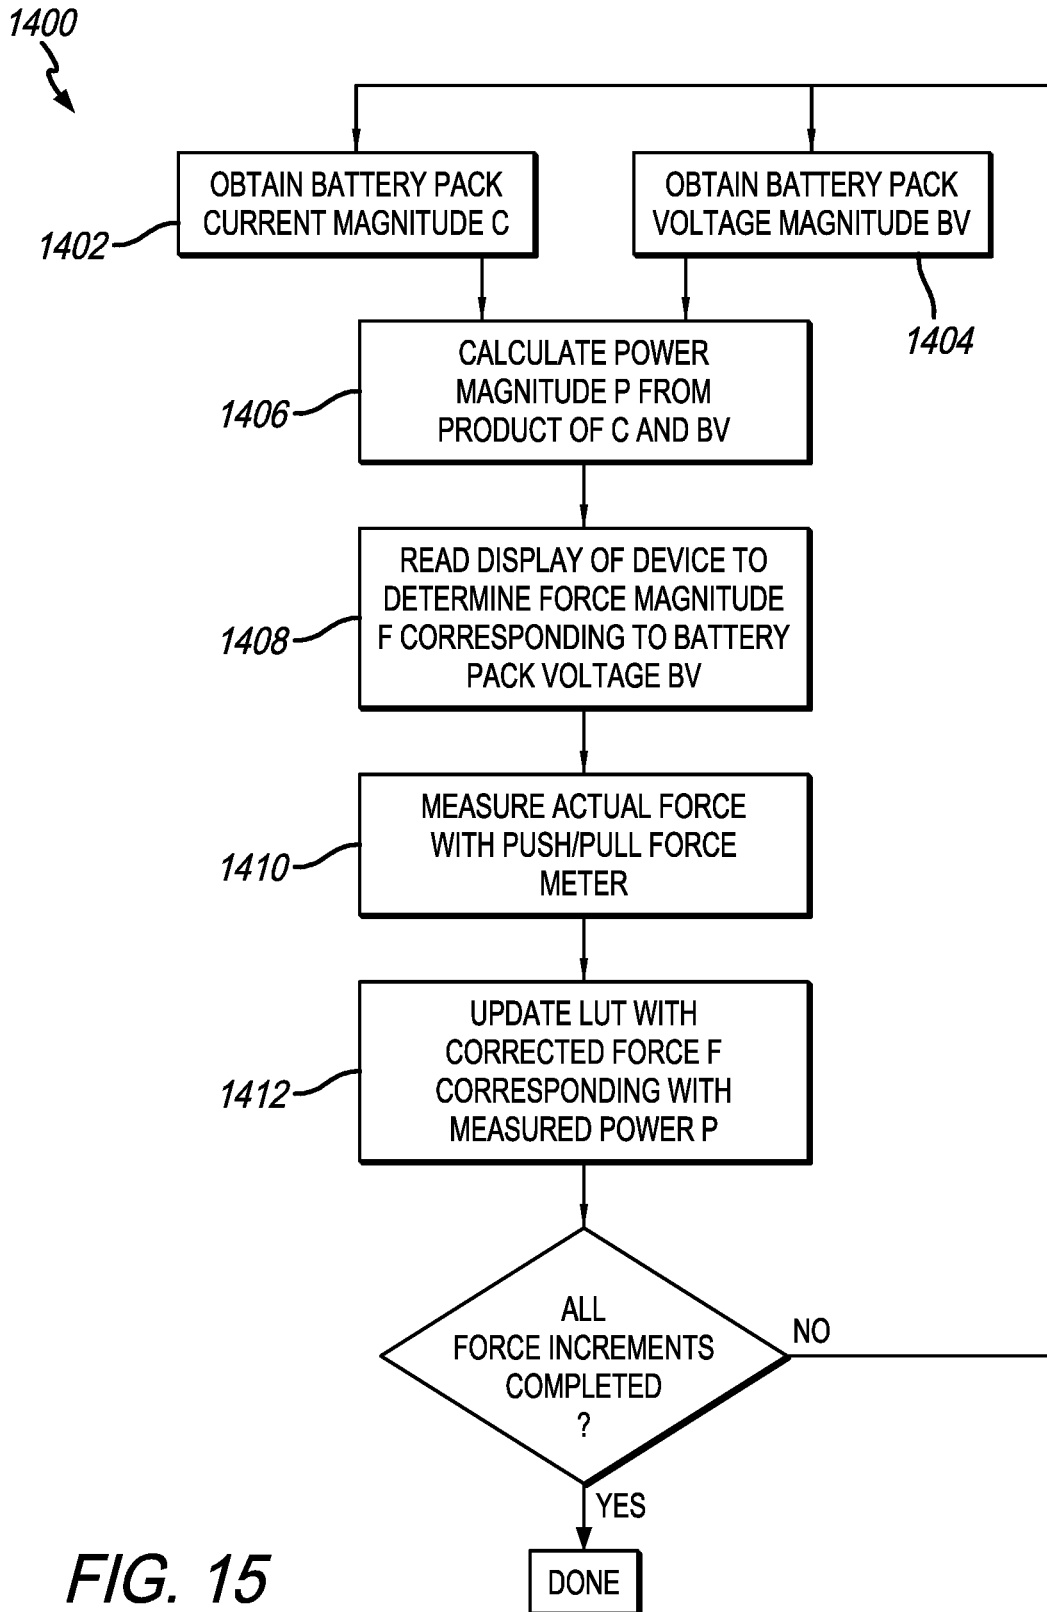 1400
OBTAIN BATTERY PACK
CURRENT MAGNITUDE C
1402
OBTAIN BATTERY PACK
VOLTAGE MAGNITUDE BV
1404
CALCULATE POWER
MAGNITUDE P FROM
PRODUCT OF C AND BV
1406
READ DISPLAY OF DEVICE TO
DETERMINE FORCE MAGNITUDE
F CORRESPONDING TO BATTERY
PACK VOLTAGE BV
1408
MEASURE ACTUAL FORCE
WITH PUSH/PULL FORCE
METER
1410
UPDATE LUT WITH
CORRECTED FORCE F
CORRESPONDING WITH
MEASURED POWER P
1412
ALL
FORCE INCREMENTS
COMPLETED
?
NO
YES
DONE
FIG. 15